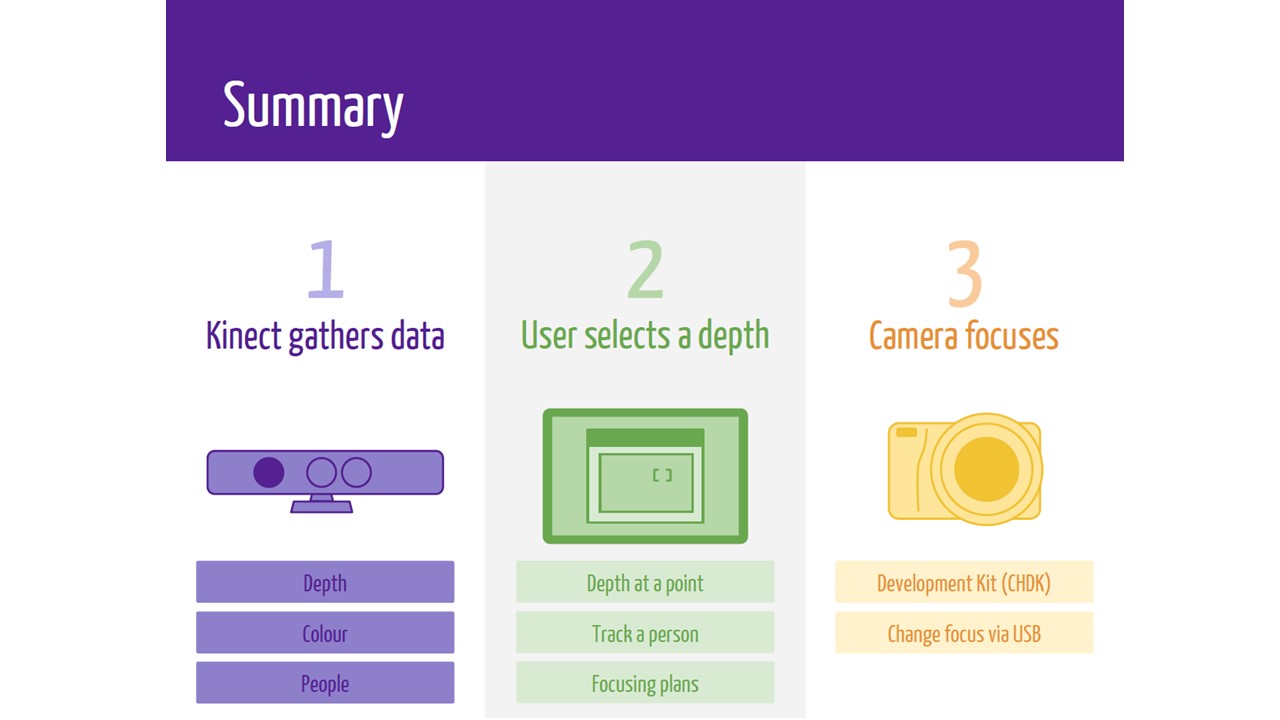 Summary
1
Kinect gathers data
Depth
Colour
People
2
User selects a depth
Depth at a point
Track a person
Focusing plans
3
Camera focuses
Development Kit (CHDK)
Change focus via USB